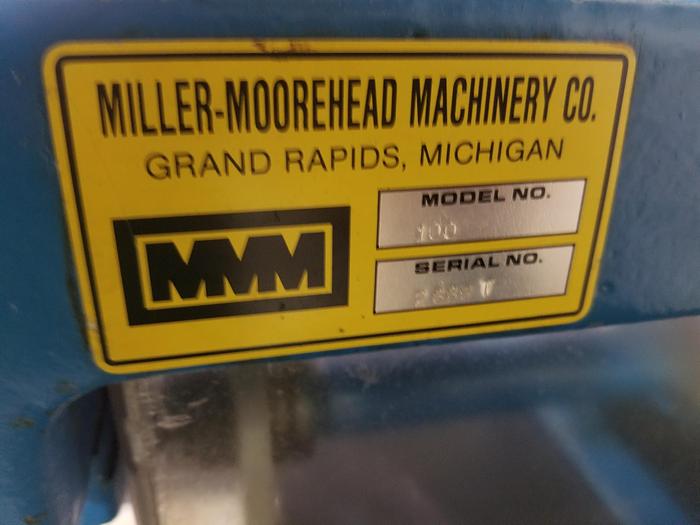 MILLER-MOOREHEAD MACHINERY CO.
GRAND RAPIDS, MICHIGAN
MODEL NO.
100
MMM
SERIAL NO.